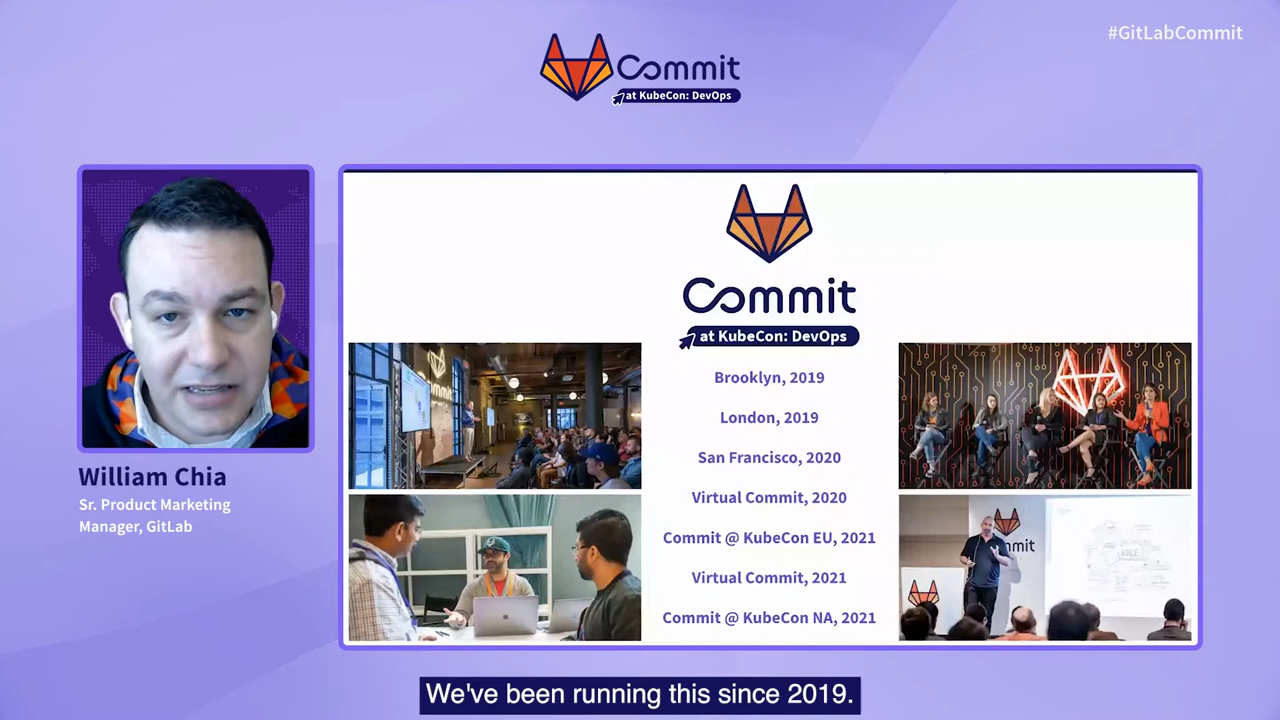 #GitLabCommit
Commit
at KubeCon: DevOps
Commit
at KubeCon: DevOps
Brooklyn, 2019
London, 2019
San Francisco, 2020
Virtual Commit, 2020
Commit @ KubeCon EU, 2021
Virtual Commit, 2021
Commit @ KubeCon NA, 2021
AGILE
William Chia
Sr. Product Marketing
Manager, GitLab
We've been running this since 2019.